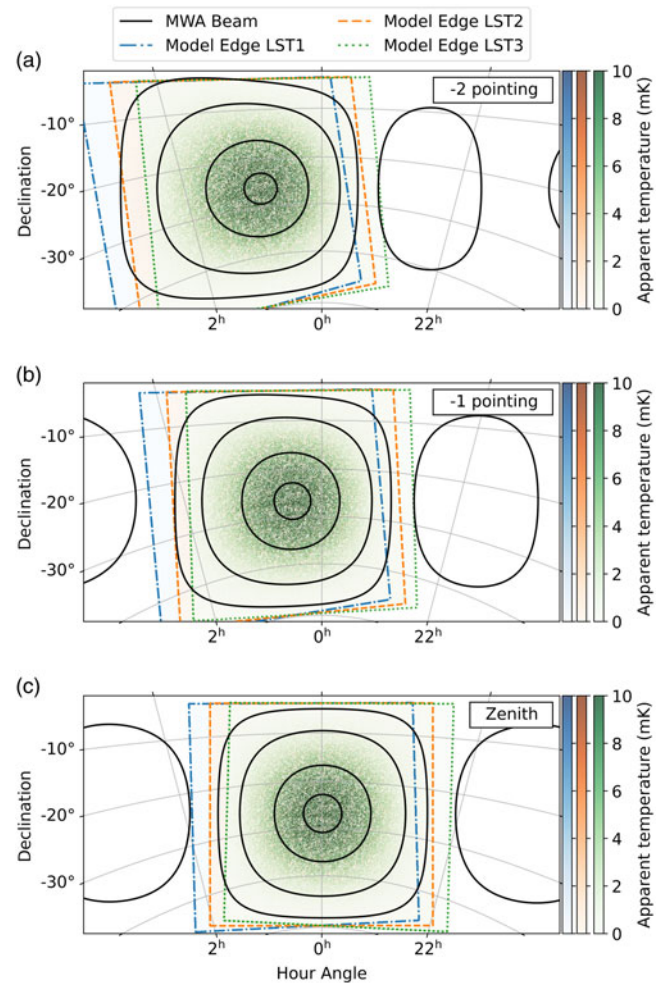 MWA Beam
Model Edge LST1
Model Edge LST2
Model Edge LST3
(a)
-2 pointing
-10°
-20°
-30°
Declination
2ʰ
0ʰ
22ʰ
10
8
6
4
2
0
Apparent temperature (mK)
(b)
-1 pointing
-10°
-20°
-30°
Declination
2ʰ
0ʰ
22ʰ
10
8
6
4
2
0
Apparent temperature (mK)
(c)
Zenith
-10°
-20°
-30°
Declination
2ʰ
0ʰ
22ʰ
Hour Angle
10
8
6
4
2
0
Apparent temperature (mK)